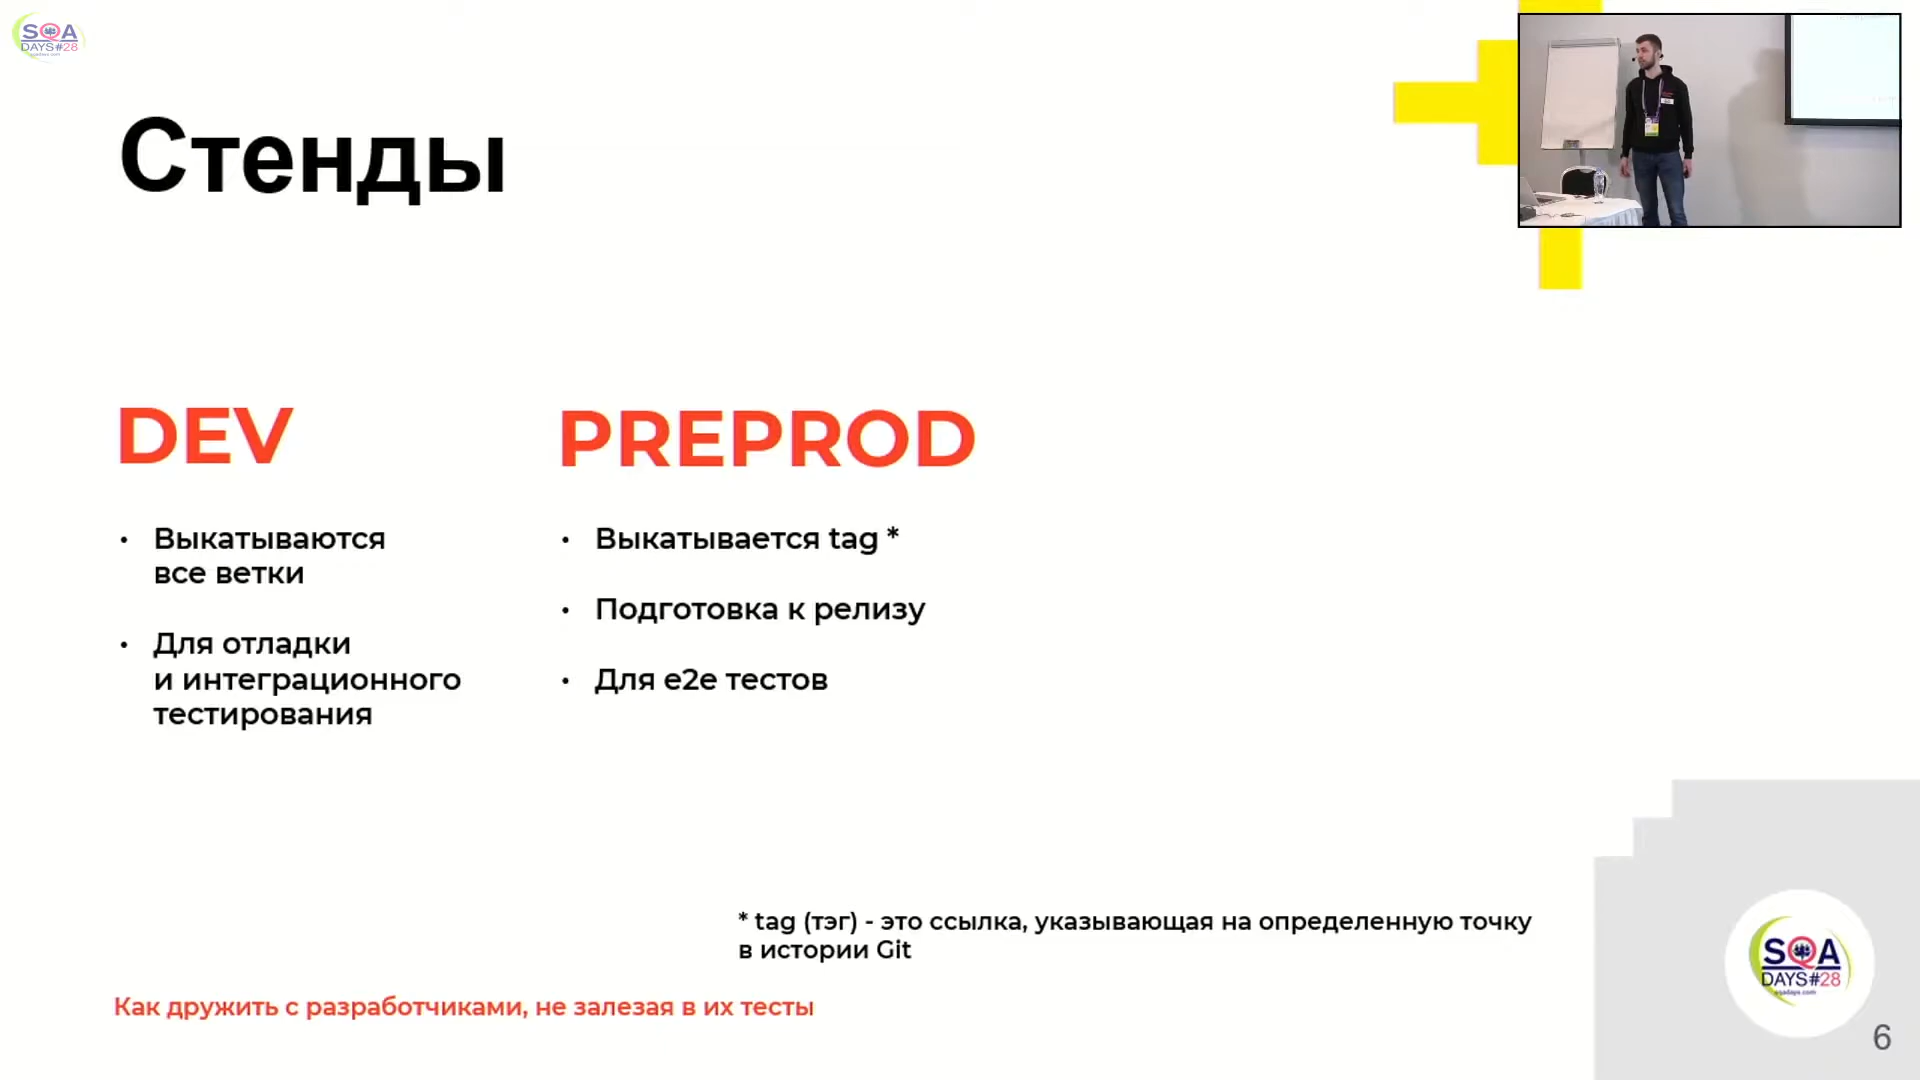 SQA
DAYS#28
Стенды
DEV
• Выкатываются
все ветки
• Для отладки
и интеграционного
тестирования
PREPROD
• Выкатывается tag *
• Подготовка к релизу
• Для e2e тестов
* tag (тэг) - это ссылка, указывающая на определенную точку
в истории Git
Как дружить с разработчиками, не залезая в их тесты
SQA
DAYS#28
sqadays.com
6